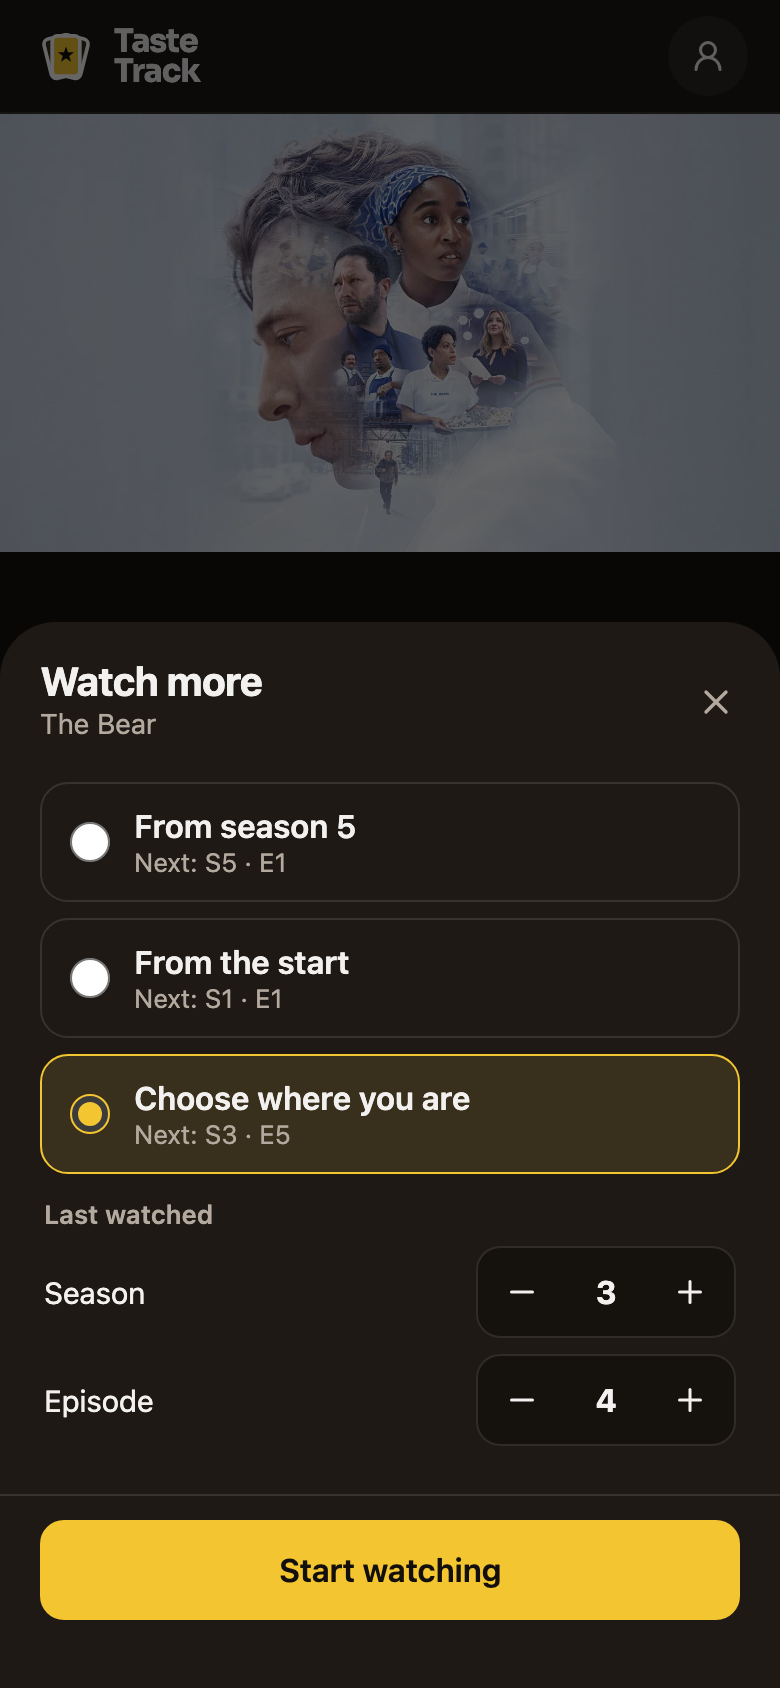 Taste
Track
Watch more
The Bear
From season 5
Next: S5 · E1
From the start
Next: S1 · E1
Choose where you are
Next: S3 · E5
Last watched
Season
3
Episode
4
Start watching